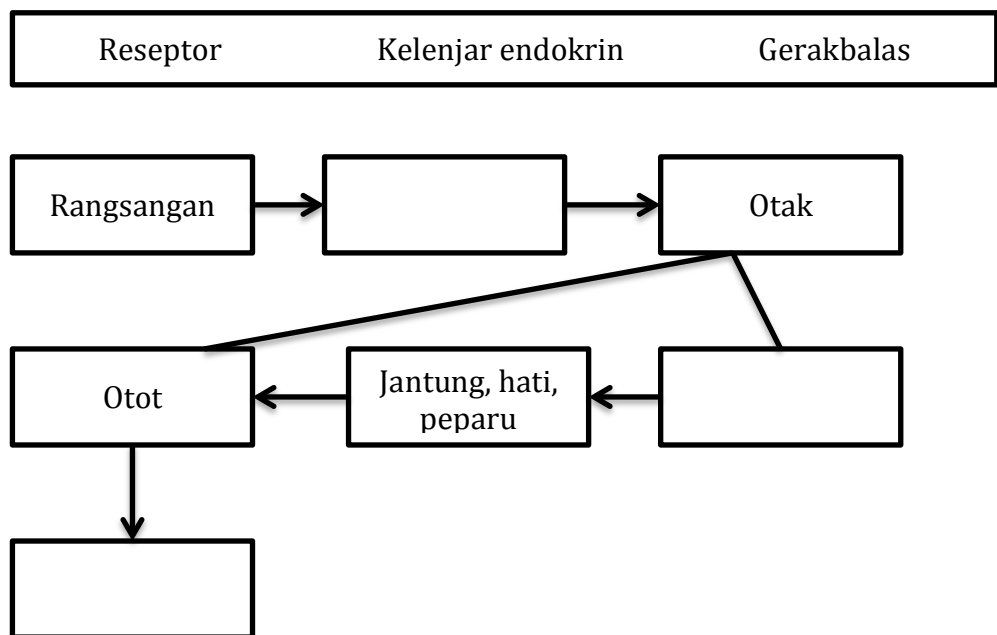 Reseptor Kelenjar endokrin Gerakbalas
Rangsangan
Otak
Otot
Jantung, hati,
peparu